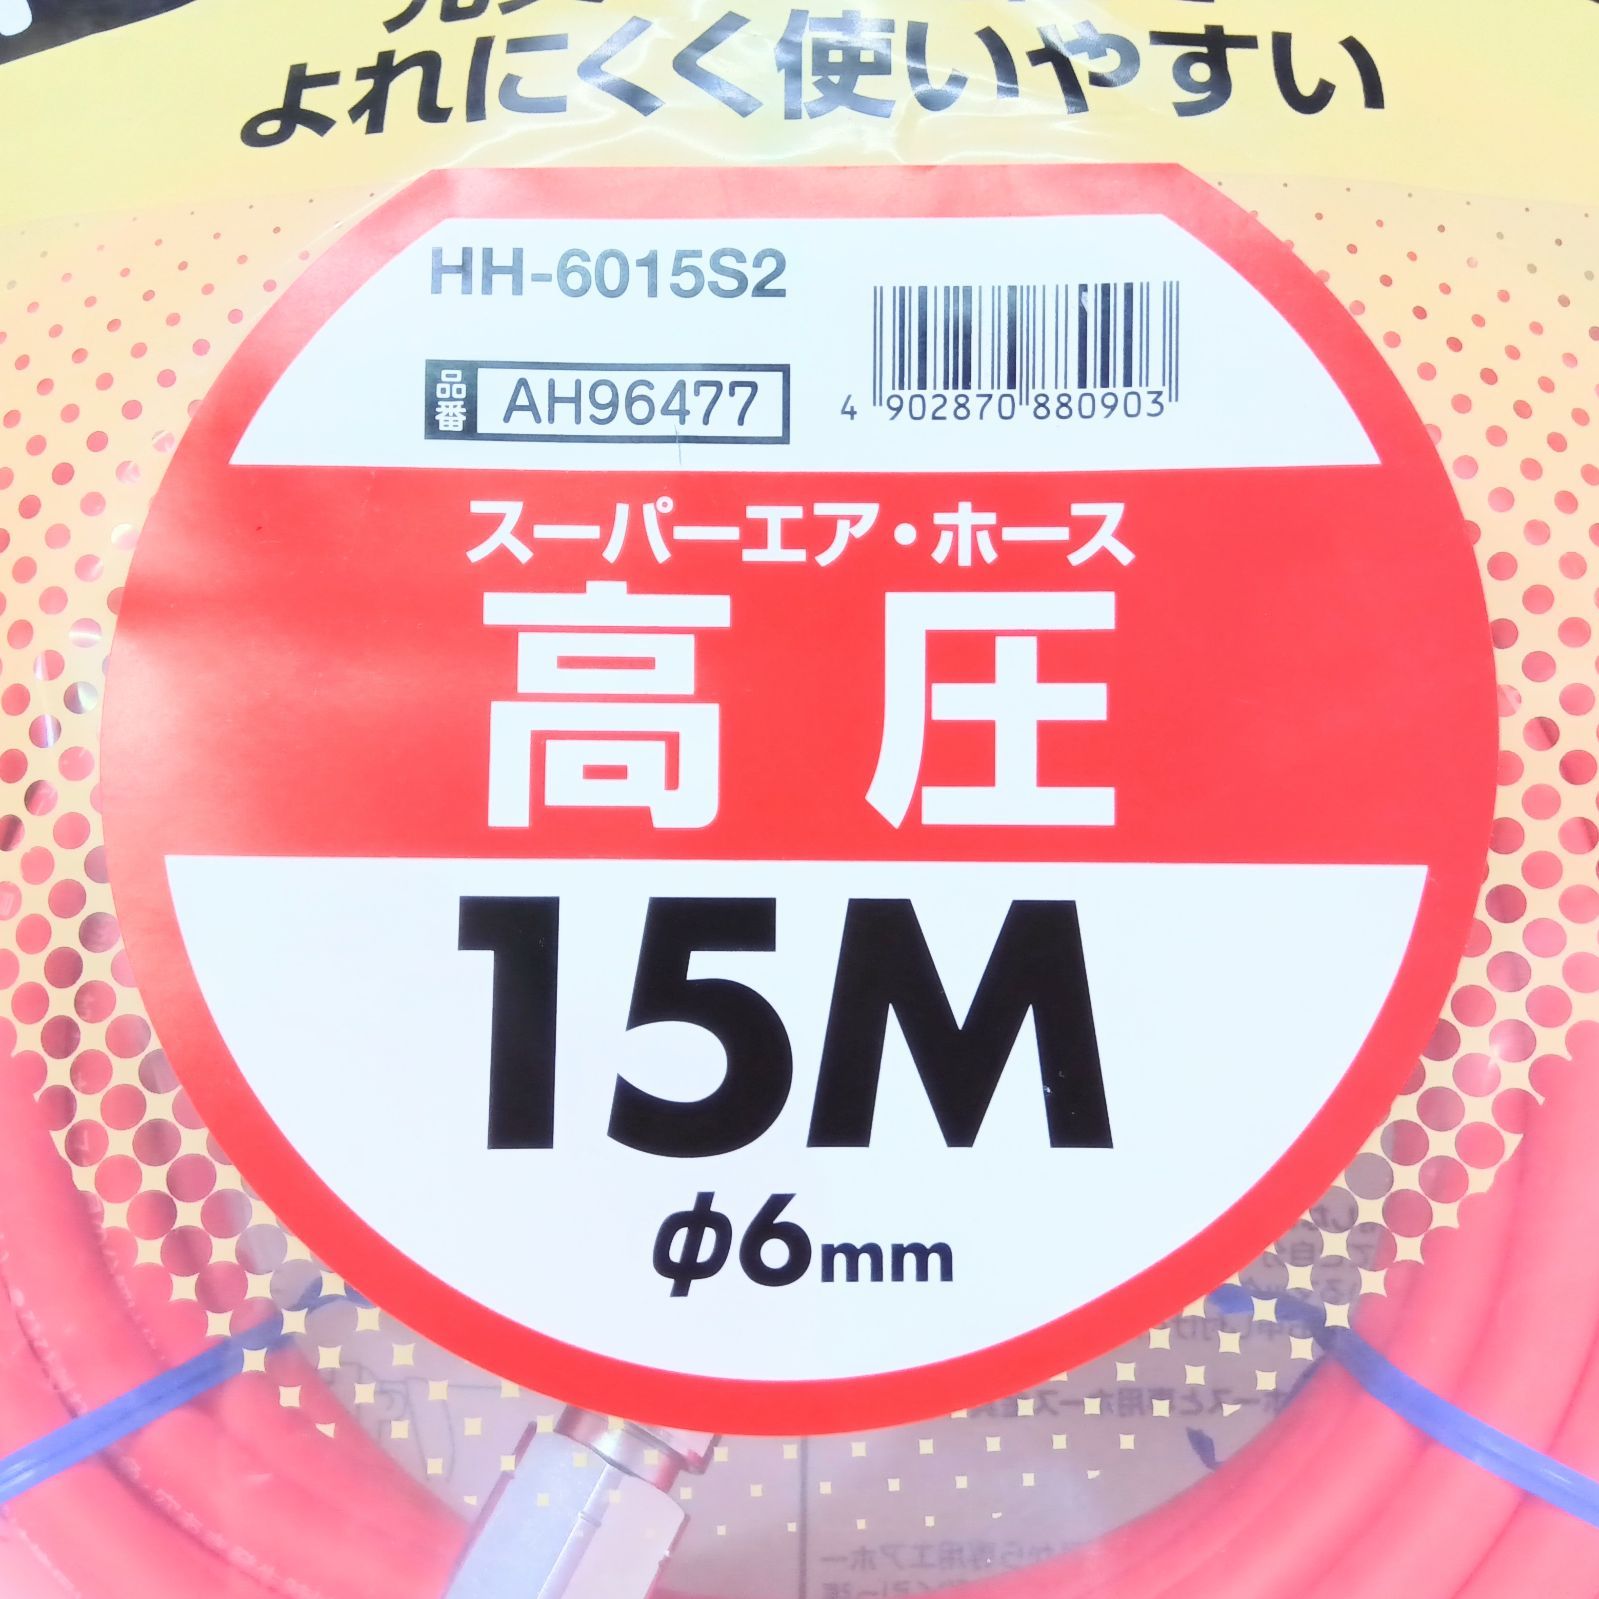 よれにくく使いやすい
HH-6015S2
品番 AH96477
4 902870 880903
スーパーエア・ホース
高圧
15M
φ6mm